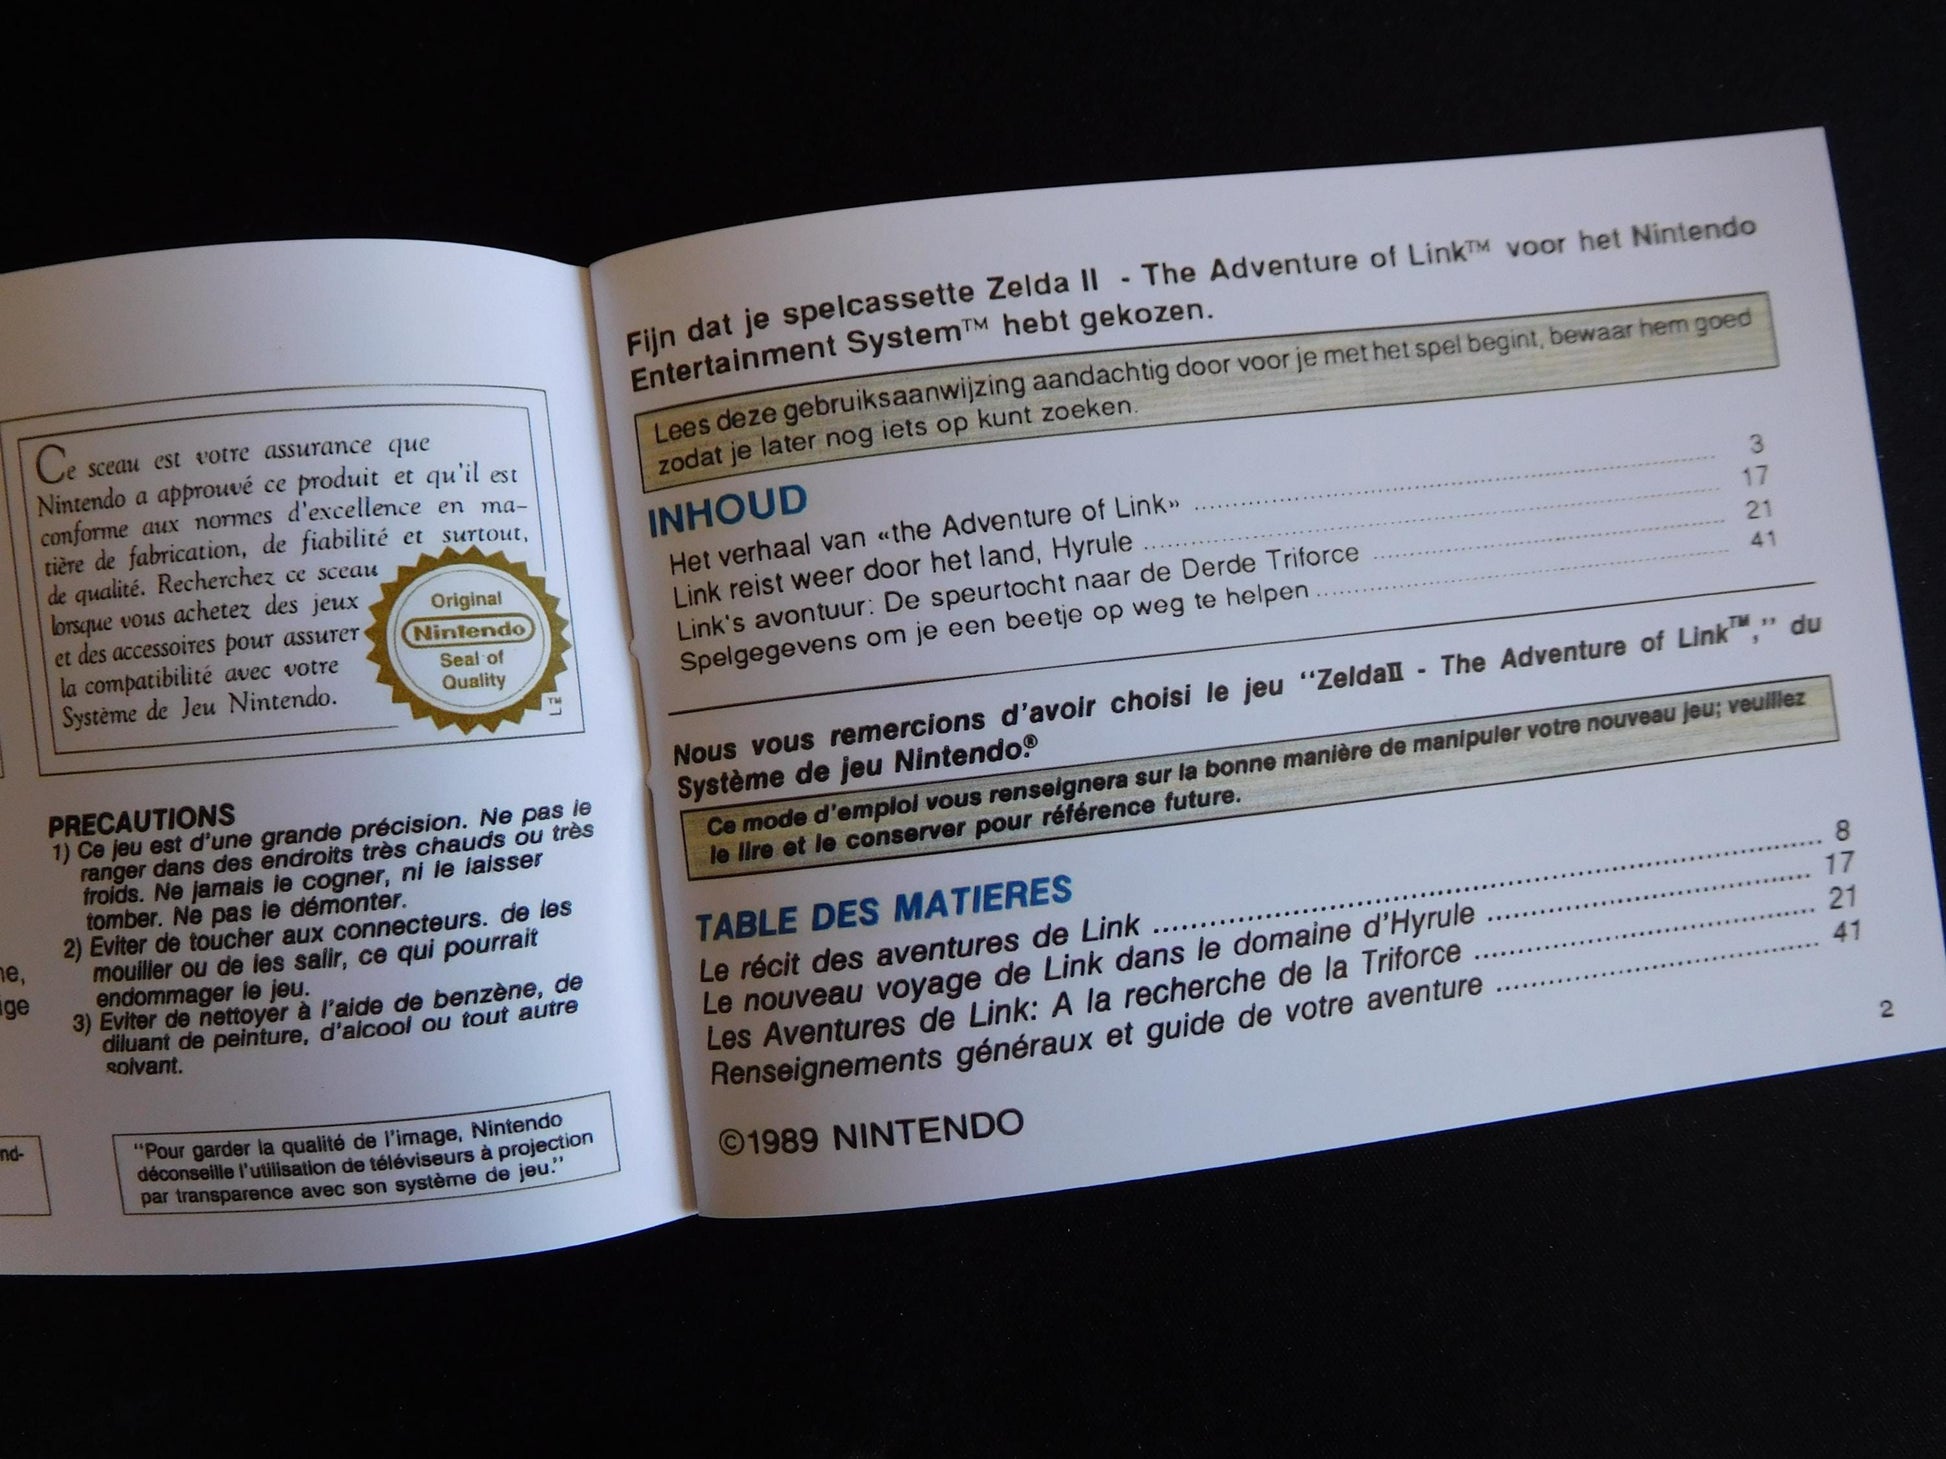 Ce sceau est votre assurance que
Nintendo a approuvé ce produit et qu'il est
conforme aux normes d'excellence en ma-
tière de fabrication, de fiabilité et surtout,
de qualité. Recherchez ce sceau
lorsque vous achetez des jeux
et des accessoires pour assurer
la compatibilité avec votre
Système de Jeu Nintendo.
Original
Nintendo
Seal of
Quality
TM
PRECAUTIONS
1) Ce jeu est d'une grande précision. Ne pas le
ranger dans des endroits très chauds ou très
froids. Ne jamais le cogner, ni le laisser
tomber. Ne pas le démonter.
2) Eviter de toucher aux connecteurs. de les
mouiller ou de les salir, ce qui pourrait
endommager le jeu.
3) Eviter de nettoyer à l'aide de benzène, de
diluant de peinture, d'alcool ou tout autre
solvant.
"Pour garder la qualité de l'image, Nintendo
déconseille l'utilisation de téléviseurs à projection
par transparence avec son système de jeu."
Fijn dat je spelcassette Zelda II - The Adventure of Link™ voor het Nintendo
Entertainment System™ hebt gekozen.
Lees deze gebruiksaanwijzing aandachtig door voor je met het spel begint, bewaar hem goed
zodat je later nog iets op kunt zoeken.
INHOUD
Het verhaal van «the Adventure of Link» ........ 3
Link reist weer door het land, Hyrule ........ 17
Link's avontuur: De speurtocht naar de Derde Triforce ........ 21
Spelgegevens om je een beetje op weg te helpen ........ 41
Nous vous remercions d'avoir choisi le jeu "ZeldaII - The Adventure of Link™," du
Système de jeu Nintendo®.
Ce mode d'emploi vous renseignera sur la bonne manière de manipuler votre nouveau jeu; veuillez
le lire et le conserver pour référence future.
TABLE DES MATIERES
Le récit des aventures de Link ........ 8
Le nouveau voyage de Link dans le domaine d'Hyrule ........ 17
Les Aventures de Link: A la recherche de la Triforce ........ 21
Renseignements généraux et guide de votre aventure ........ 41
©1989 NINTENDO
2